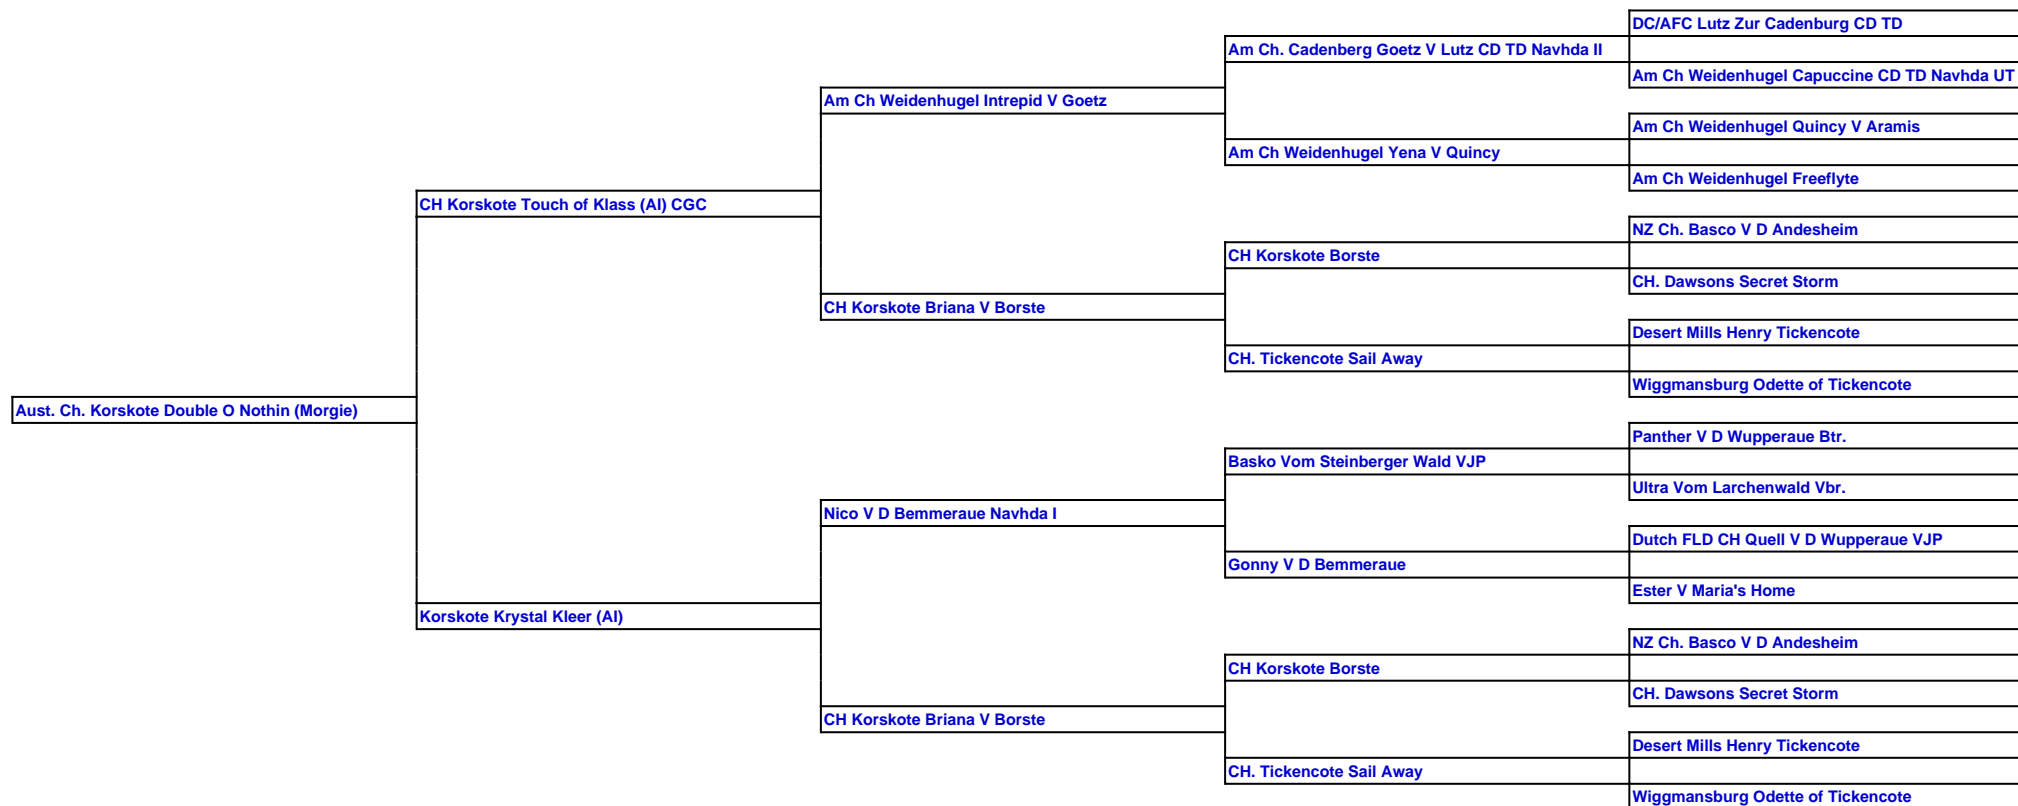 DC/AFC Lutz Zur Cadenburg CD TD
Am Ch. Cadenberg Goetz V Lutz CD TD Navhda II
Am Ch Weidenhugel Capuccine CD TD Navhda UT
Am Ch Weidenhugel Intrepid V Goetz
Am Ch Weidenhugel Quincy V Aramis
Am Ch Weidenhugel Yena V Quincy
Am Ch Weidenhugel Freeflyte
CH Korskote Touch of Klass (AI) CGC
NZ Ch. Basco V D Andesheim
CH Korskote Borste
CH. Dawsons Secret Storm
CH Korskote Briana V Borste
Desert Mills Henry Tickencote
CH. Tickencote Sail Away
Wiggmansburg Odette of Tickencote
Aust. Ch. Korskote Double O Nothin (Morgie)
Panther V D Wupperaue Btr.
Basko Vom Steinberger Wald VJP
Ultra Vom Larchenwald Vbr.
Nico V D Bemmeraue Navhda I
Dutch FLD CH Quell V D Wupperaue VJP
Gonny V D Bemmeraue
Ester V Maria's Home
Korskote Krystal Kleer (AI)
NZ Ch. Basco V D Andesheim
CH Korskote Borste
CH. Dawsons Secret Storm
CH Korskote Briana V Borste
Desert Mills Henry Tickencote
CH. Tickencote Sail Away
Wiggmansburg Odette of Tickencote